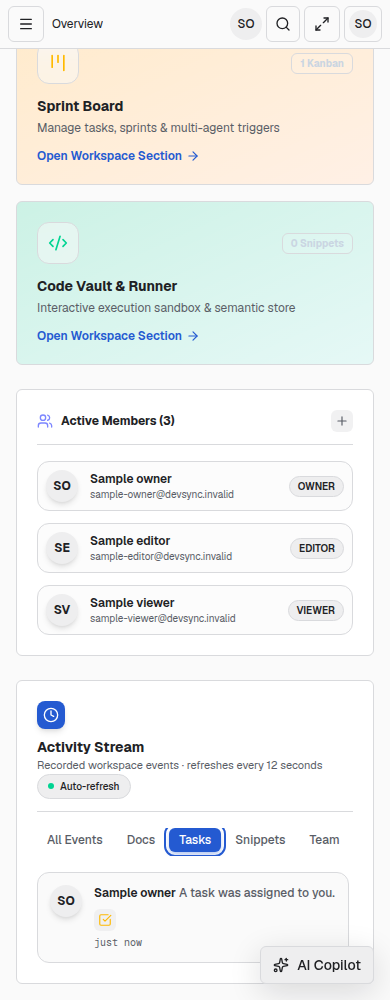 Overview
SO
SO
1 Kanban
Sprint Board
Manage tasks, sprints & multi-agent triggers
Open Workspace Section →
0 Snippets
Code Vault & Runner
Interactive execution sandbox & semantic store
Open Workspace Section →
Active Members (3)
SO
Sample owner
sample-owner@devsync.invalid
OWNER
SE
Sample editor
sample-editor@devsync.invalid
EDITOR
SV
Sample viewer
sample-viewer@devsync.invalid
VIEWER
Activity Stream
Recorded workspace events · refreshes every 12 seconds
Auto-refresh
All Events Docs Tasks Snippets Team
SO
Sample owner A task was assigned to you.
just now
AI Copilot